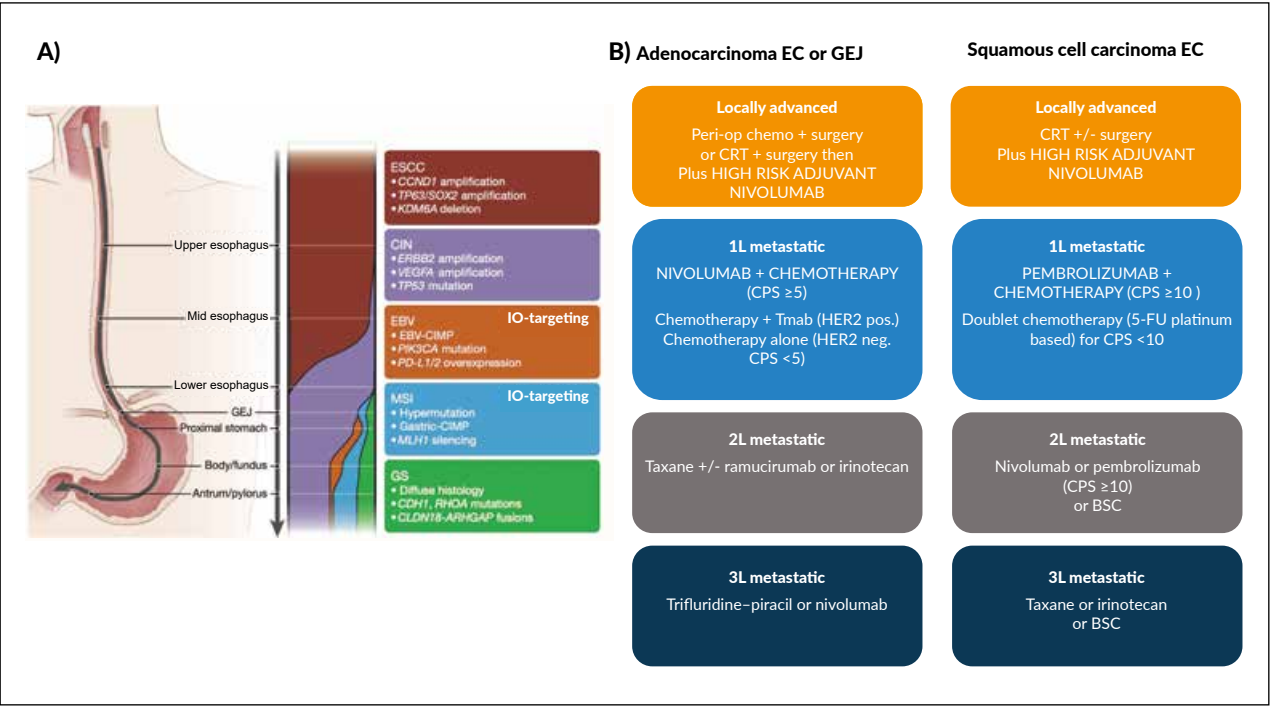 A)
Upper esophagus
Mid esophagus
Lower esophagus
GEJ
Proximal stomach
Body/fundus
Antrum/pylorus
ESCC
• CCND1 amplification
• TP63/SOX2 amplification
• KDM6A deletion
CIN
• ERBB2 amplification
• VEGFA amplification
• TP53 mutation
EBV IO-targeting
• EBV-CIMP
• PIK3CA mutation
• PD-L1/2 overexpression
MSI IO-targeting
• Hypermutation
• Gastric-CIMP
• MLH1 silencing
GS
• Diffuse histology
• CDH1, RHOA mutations
• CLDN18-ARHGAP fusions
B) Adenocarcinoma EC or GEJ
Locally advanced
Peri-op chemo + surgery
or CRT + surgery then
Plus HIGH RISK ADJUVANT
NIVOLUMAB
1L metastatic
NIVOLUMAB + CHEMOTHERAPY
(CPS ≥5)
Chemotherapy + Tmab (HER2 pos.)
Chemotherapy alone (HER2 neg.
CPS <5)
2L metastatic
Taxane +/- ramucirumab or irinotecan
3L metastatic
Trifluridine–piracil or nivolumab
Squamous cell carcinoma EC
Locally advanced
CRT +/- surgery
Plus HIGH RISK ADJUVANT
NIVOLUMAB
1L metastatic
PEMBROLIZUMAB +
CHEMOTHERAPY (CPS ≥10 )
Doublet chemotherapy (5-FU platinum
based) for CPS <10
2L metastatic
Nivolumab or pembrolizumab
(CPS ≥10)
or BSC
3L metastatic
Taxane or irinotecan
or BSC